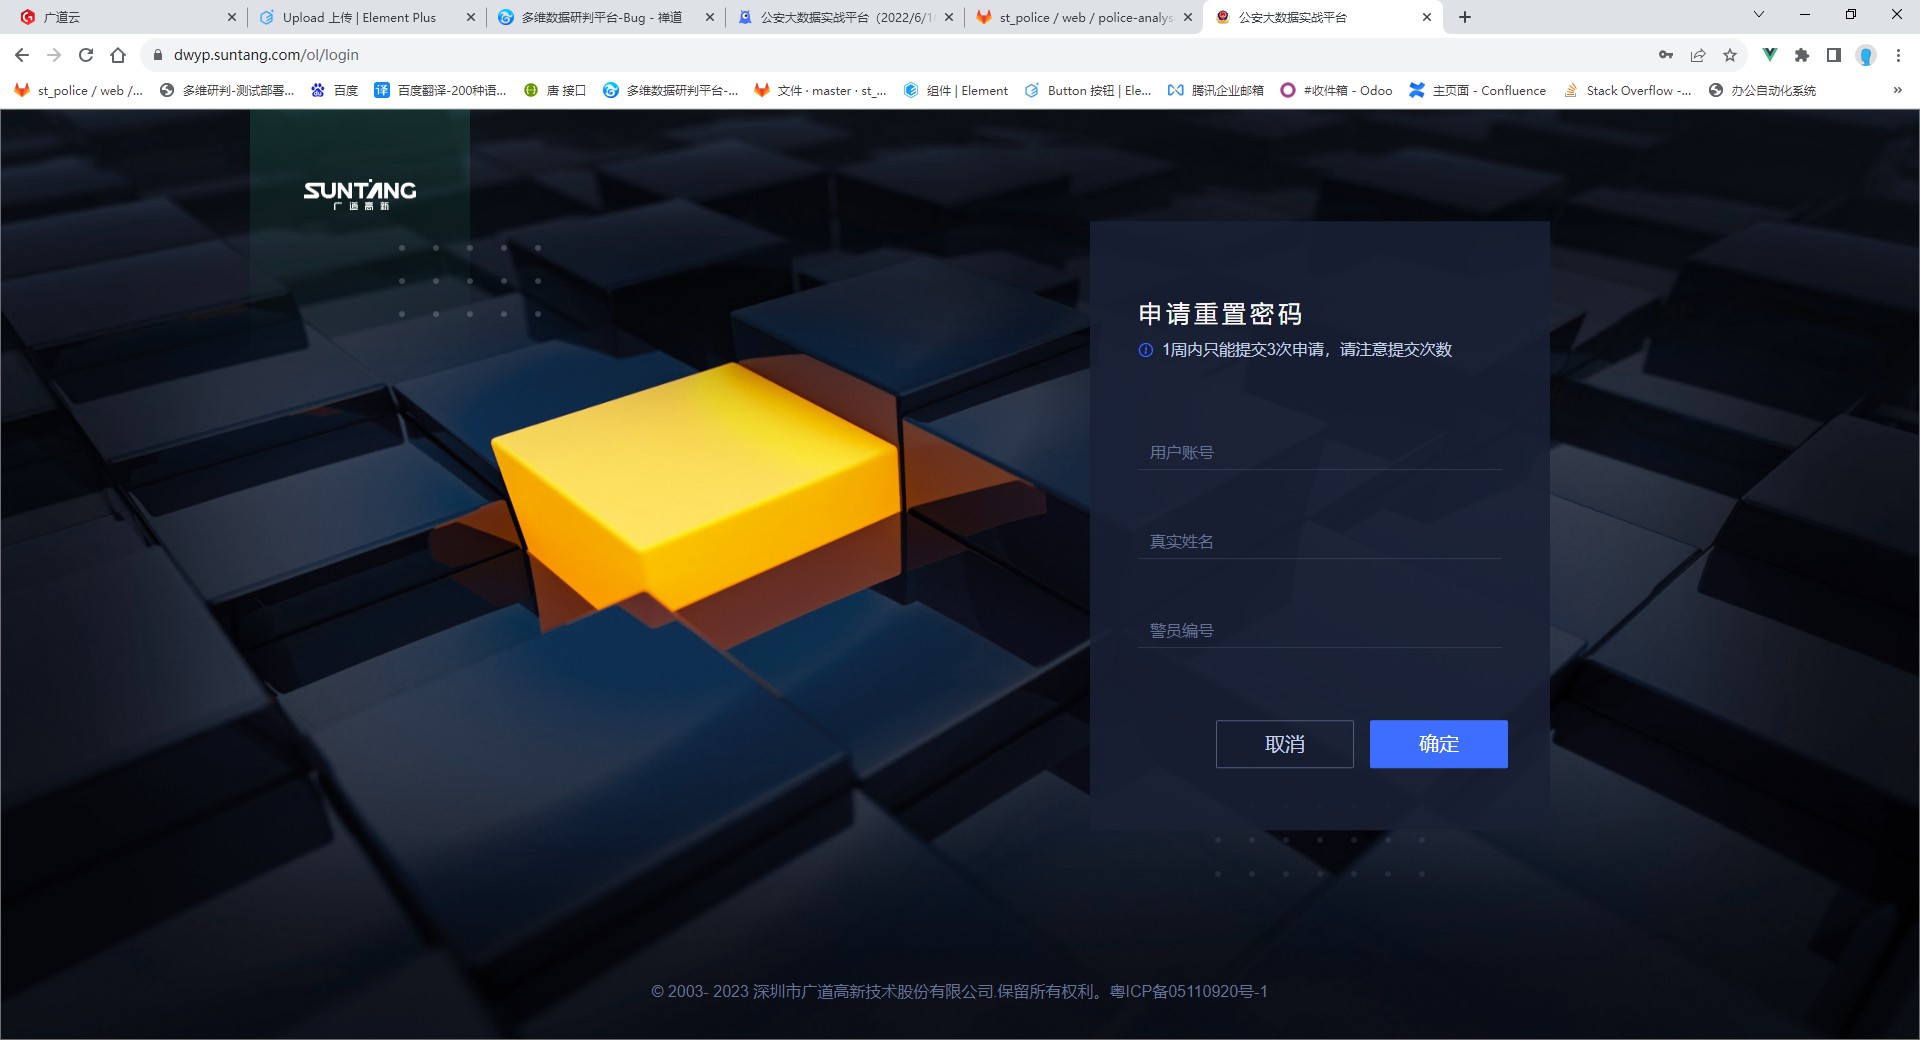 广道云
Upload 上传 | Element Plus
多维数据研判平台-Bug - 禅道
公安大数据实战平台（2022/6/1
st_police / web / police-analys
公安大数据实战平台
dwyp.suntang.com/ol/login
st_police / web /...
多维研判-测试部署...
百度
译 百度翻译-200种语...
唐 接口
多维数据研判平台-...
文件 · master · st_...
组件 | Element
Button 按钮 | Ele...
腾讯企业邮箱
#收件箱 - Odoo
主页面 - Confluence
Stack Overflow -...
办公自动化系统
»
SUNTANG
广道高新
申请重置密码
1周内只能提交3次申请，请注意提交次数
用户账号
真实姓名
警员编号
取消
确定
© 2003- 2023 深圳市广道高新技术股份有限公司.保留所有权利。粤ICP备05110920号-1